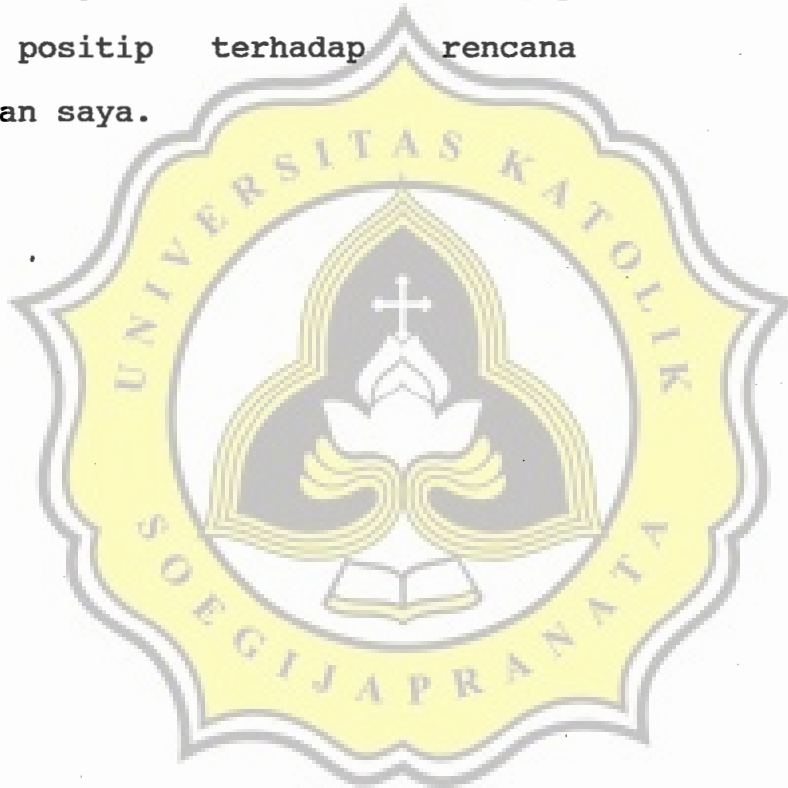 positip terhadap rencana
an saya.
UNIVERSITAS KATOLIK
SOEGIJAPRANATA